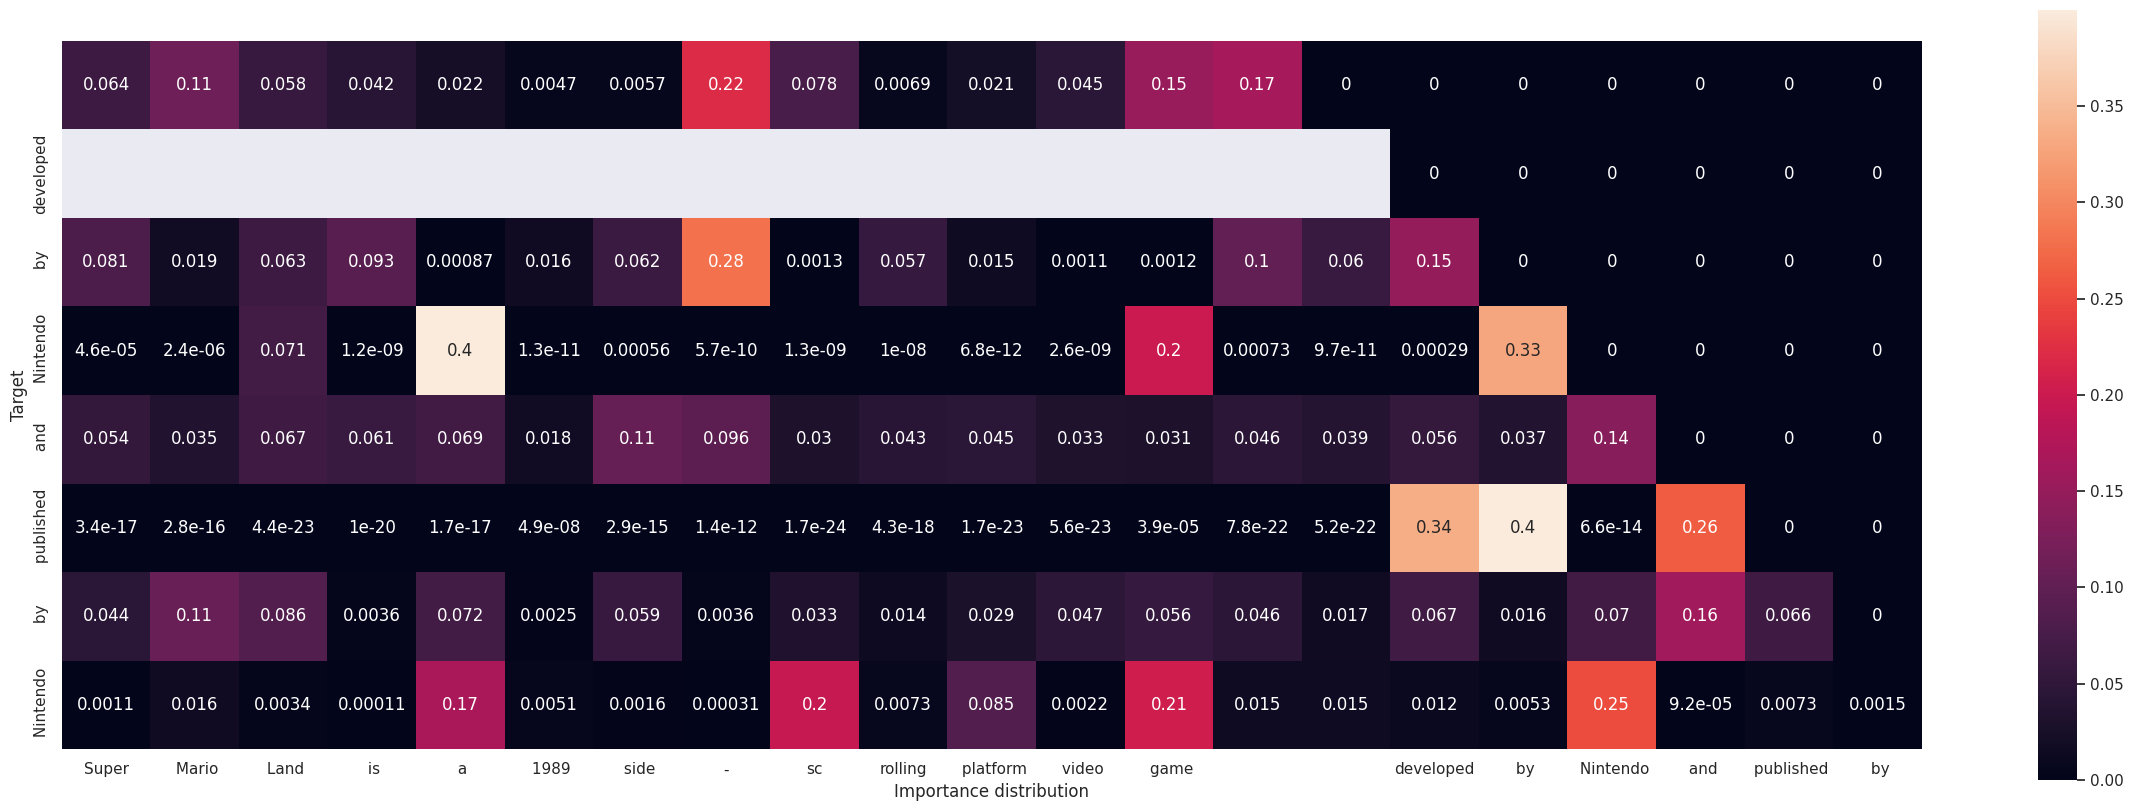 0.064 0.11 0.058 0.042 0.022 0.0047 0.0057 0.22 0.078 0.0069 0.021 0.045 0.15 0.17 0 0 0 0 0 0 0
developed 0 0 0 0 0 0
by 0.081 0.019 0.063 0.093 0.00087 0.016 0.062 0.28 0.0013 0.057 0.015 0.0011 0.0012 0.1 0.06 0.15 0 0 0 0 0
Nintendo 4.6e-05 2.4e-06 0.071 1.2e-09 0.4 1.3e-11 0.00056 5.7e-10 1.3e-09 1e-08 6.8e-12 2.6e-09 0.2 0.00073 9.7e-11 0.00029 0.33 0 0 0 0
and 0.054 0.035 0.067 0.061 0.069 0.018 0.11 0.096 0.03 0.043 0.045 0.033 0.031 0.046 0.039 0.056 0.037 0.14 0 0 0
published 3.4e-17 2.8e-16 4.4e-23 1e-20 1.7e-17 4.9e-08 2.9e-15 1.4e-12 1.7e-24 4.3e-18 1.7e-23 5.6e-23 3.9e-05 7.8e-22 5.2e-22 0.34 0.4 6.6e-14 0.26 0 0
by 0.044 0.11 0.086 0.0036 0.072 0.0025 0.059 0.0036 0.033 0.014 0.029 0.047 0.056 0.046 0.017 0.067 0.016 0.07 0.16 0.066 0
Nintendo 0.0011 0.016 0.0034 0.00011 0.17 0.0051 0.0016 0.00031 0.2 0.0073 0.085 0.0022 0.21 0.015 0.015 0.012 0.0053 0.25 9.2e-05 0.0073 0.0015
Target
Super Mario Land is a 1989 side - sc rolling platform video game developed by Nintendo and published by
Importance distribution
0.35
0.30
0.25
0.20
0.15
0.10
0.05
0.00